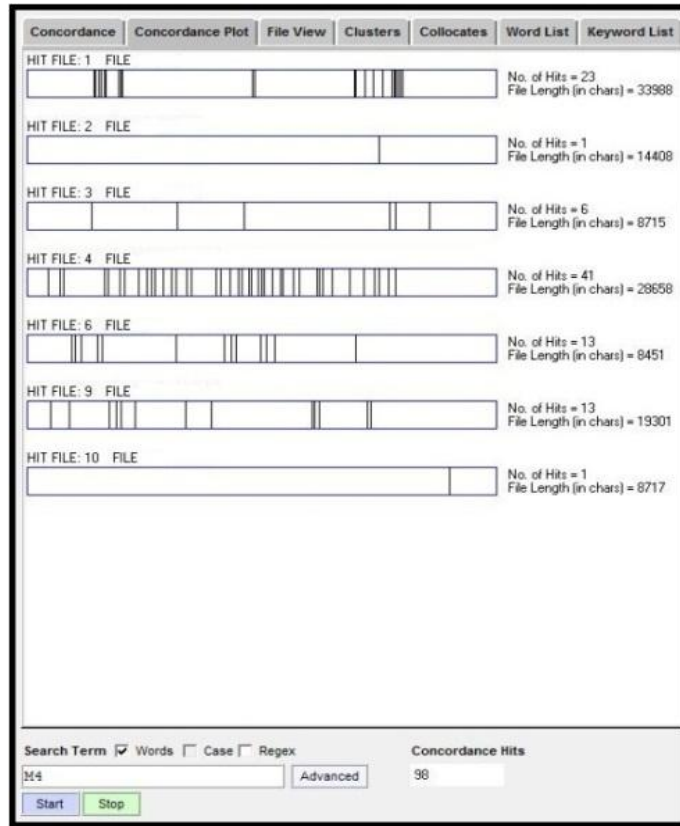 Concordance Concordance Plot File View Clusters Collocates Word List Keyword List
HIT FILE: 1 FILE
No. of Hits = 23
File Length (in chars) = 33988
HIT FILE: 2 FILE
No. of Hits = 1
File Length (in chars) = 14408
HIT FILE: 3 FILE
No. of Hits = 6
File Length (in chars) = 8715
HIT FILE: 4 FILE
No. of Hits = 41
File Length (in chars) = 28658
HIT FILE: 6 FILE
No. of Hits = 13
File Length (in chars) = 8451
HIT FILE: 9 FILE
No. of Hits = 13
File Length (in chars) = 19301
HIT FILE: 10 FILE
No. of Hits = 1
File Length (in chars) = 8717
Search Term Words Case Regex Concordance Hits
M4 Advanced 98
Start Stop